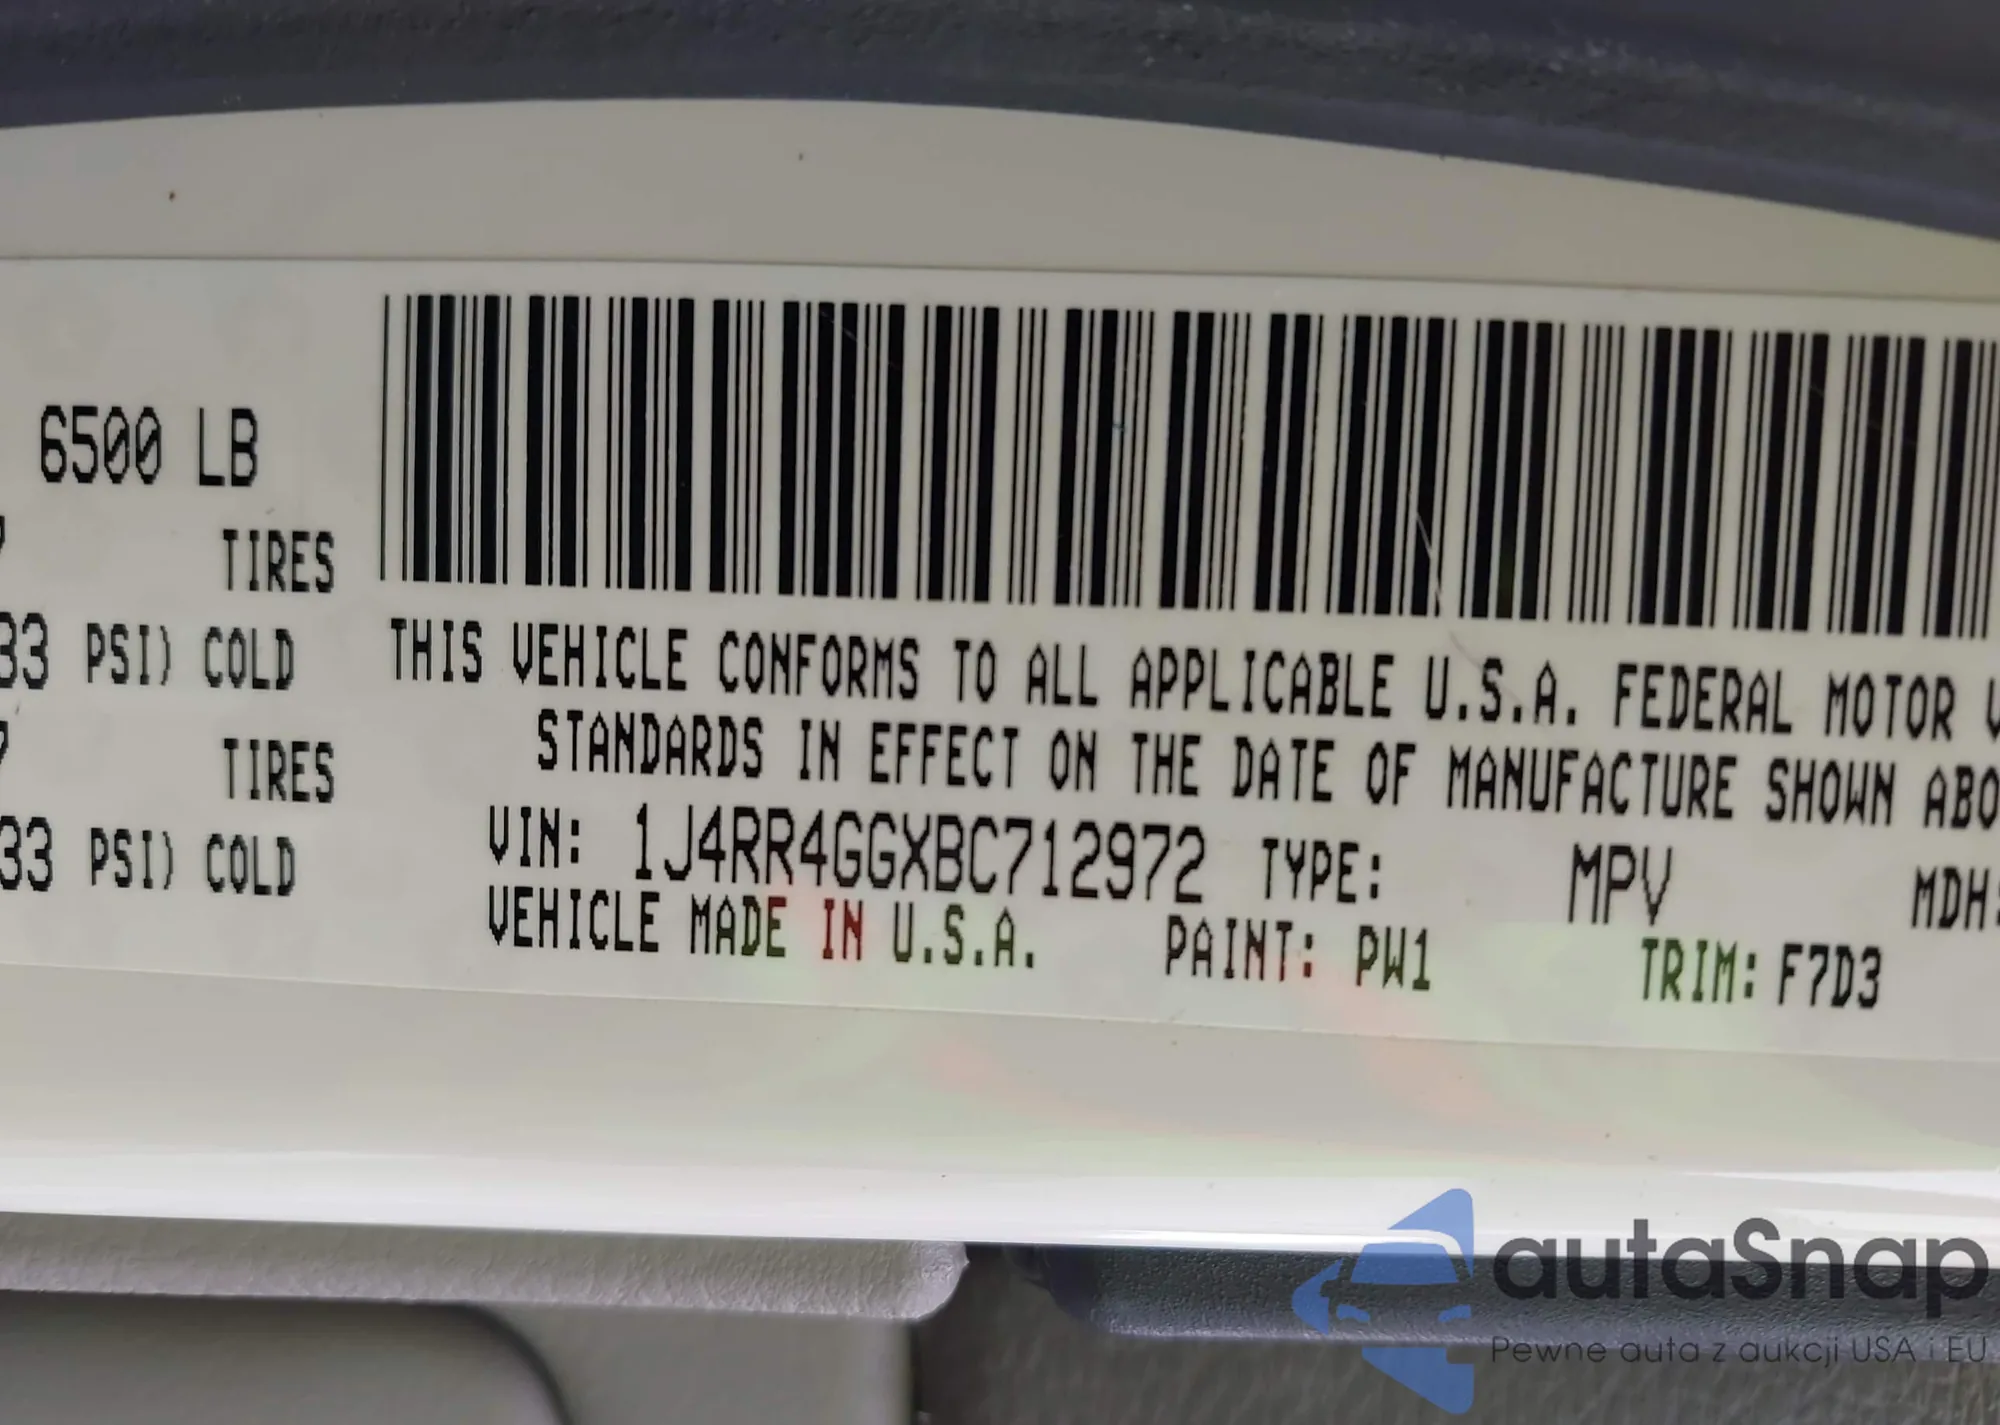 6500 LB
TIRES
33 PSI) COLD
TIRES
33 PSI) COLD
THIS VEHICLE CONFORMS TO ALL APPLICABLE U.S.A. FEDERAL MOTOR V
STANDARDS IN EFFECT ON THE DATE OF MANUFACTURE SHOWN ABO
VIN: 1J4RR4GGXBC712972 TYPE: MPV MDH:
VEHICLE MADE IN U.S.A. PAINT: PW1 TRIM: F7D3
autaSnap
Pewne auta z aukcji USA i EU